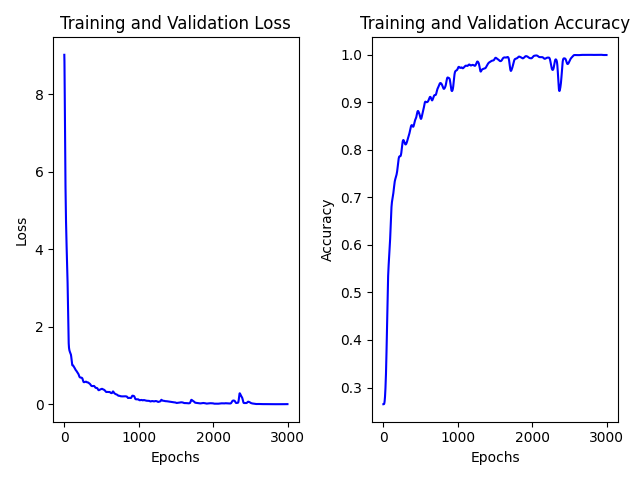 Training and Validation Loss
Loss
8
6
4
2
0
0 1000 2000 3000
Epochs
Training and Validation Accuracy
Accuracy
1.0
0.9
0.8
0.7
0.6
0.5
0.4
0.3
0 1000 2000 3000
Epochs